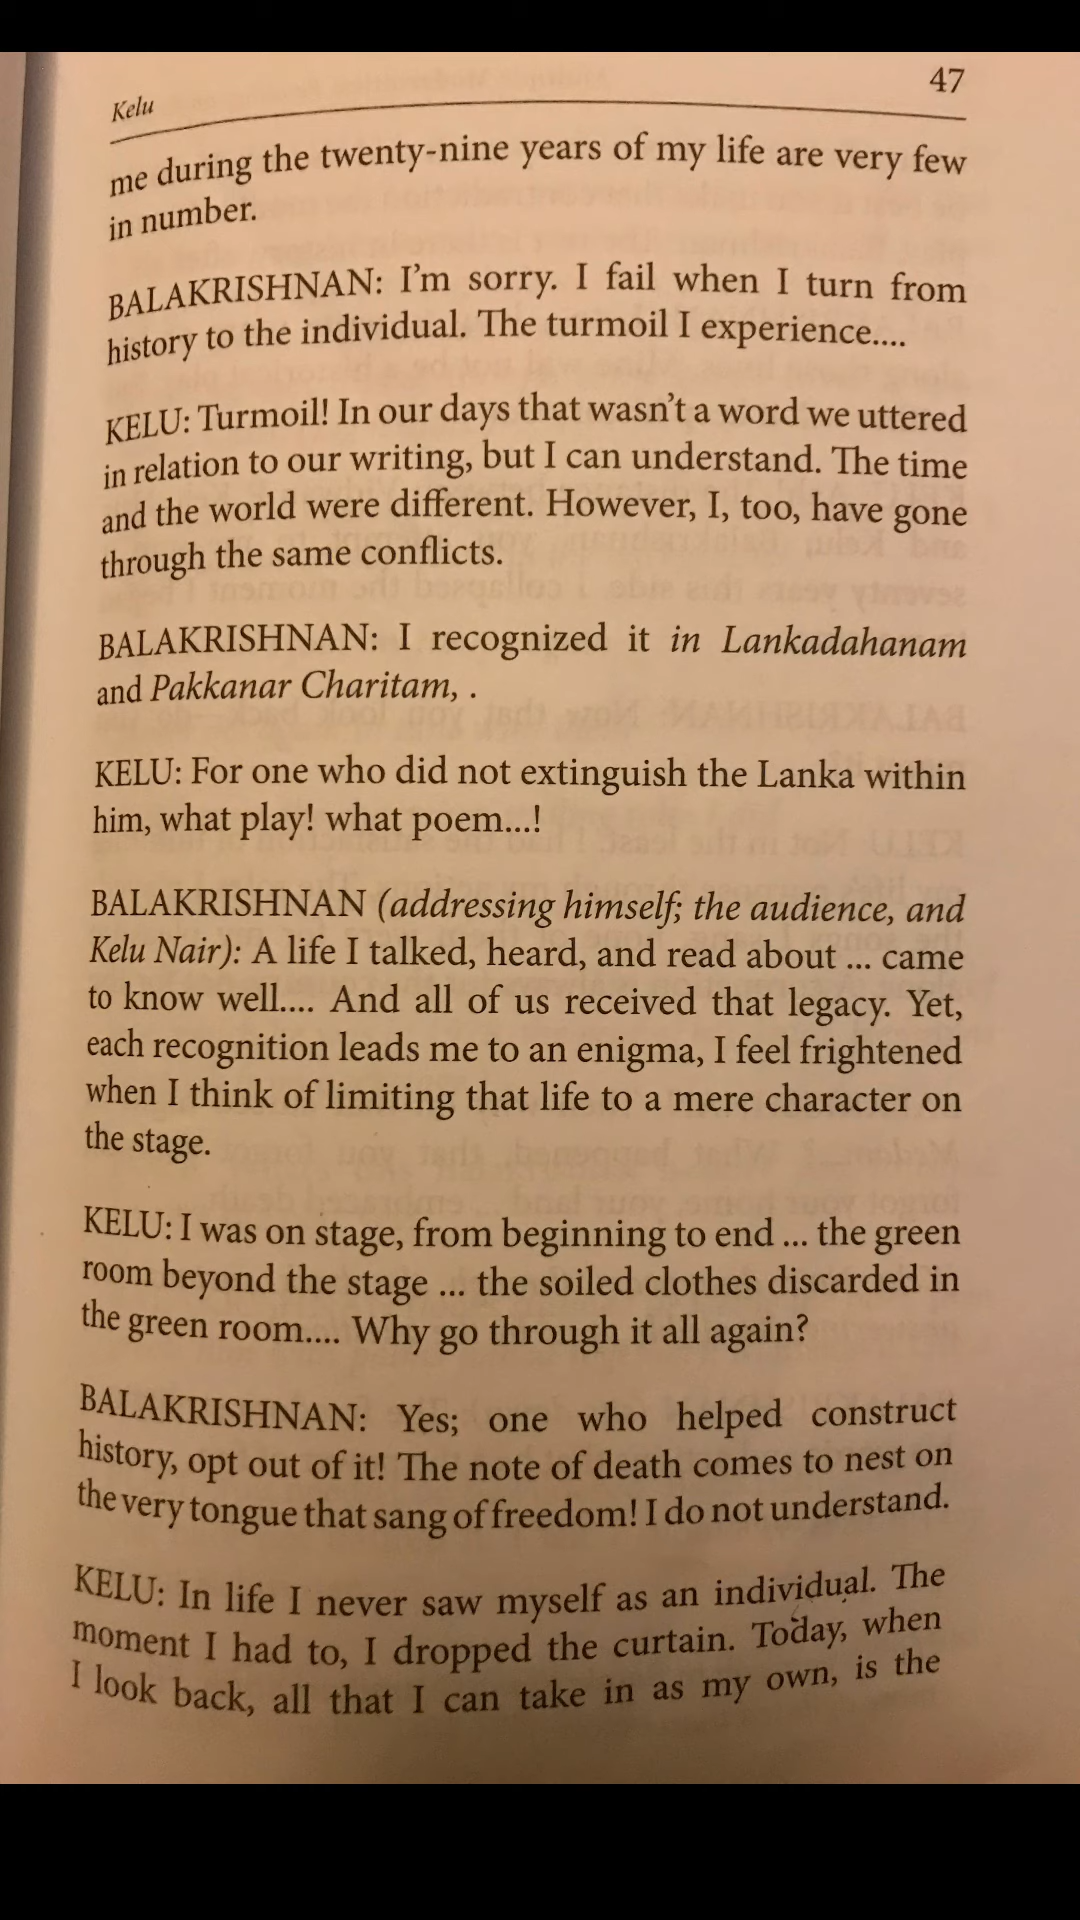 Kelu
47
me during the twenty-nine years of my life are very few
in number.
BALAKRISHNAN: I'm sorry. I fail when I turn from
history to the individual. The turmoil I experience....
KELU: Turmoil! In our days that wasn't a word we uttered
in relation to our writing, but I can understand. The time
and the world were different. However, I, too, have gone
through the same conflicts.
BALAKRISHNAN: I recognized it in Lankadahanam
and Pakkanar Charitam, .
KELU: For one who did not extinguish the Lanka within
him, what play! what poem...!
BALAKRISHNAN (addressing himself; the audience, and
Kelu Nair): A life I talked, heard, and read about ... came
to know well.... And all of us received that legacy. Yet,
each recognition leads me to an enigma, I feel frightened
when I think of limiting that life to a mere character on
the stage.
KELU: I was on stage, from beginning to end ... the green
room beyond the stage ... the soiled clothes discarded in
the green room.... Why go through it all again?
BALAKRISHNAN: Yes; one who helped construct
history, opt out of it! The note of death comes to nest on
the very tongue that sang of freedom! I do not understand.
KELU: In life I never saw myself as an individual. The
moment I had to, I dropped the curtain. Today, when
I look back, all that I can take in as my own, is the